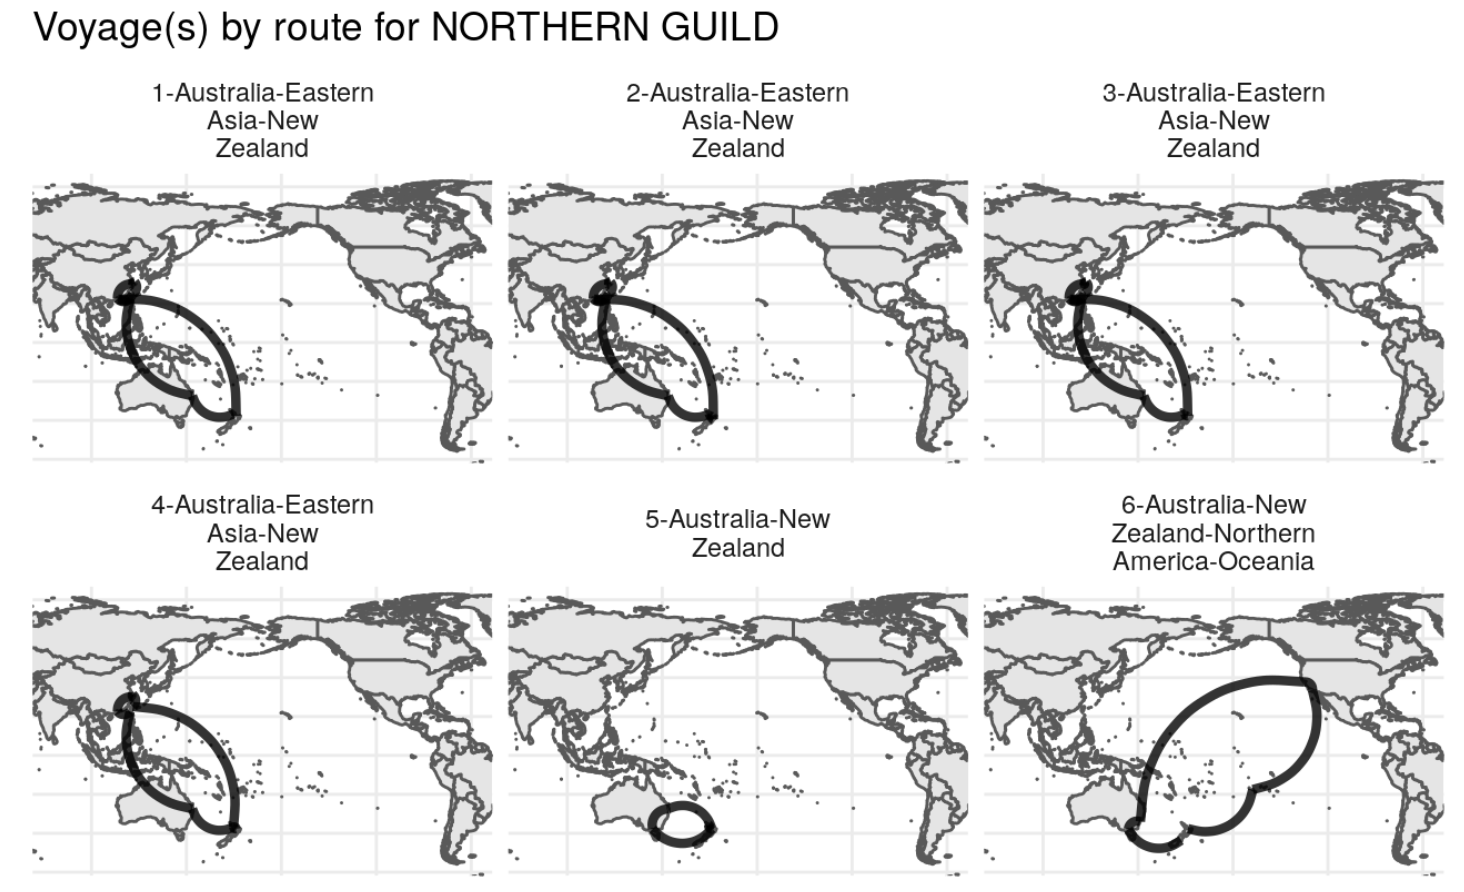 Voyage(s) by route for NORTHERN GUILD
1-Australia-Eastern
Asia-New
Zealand
2-Australia-Eastern
Asia-New
Zealand
3-Australia-Eastern
Asia-New
Zealand
4-Australia-Eastern
Asia-New
Zealand
5-Australia-New
Zealand
6-Australia-New
Zealand-Northern
America-Oceania